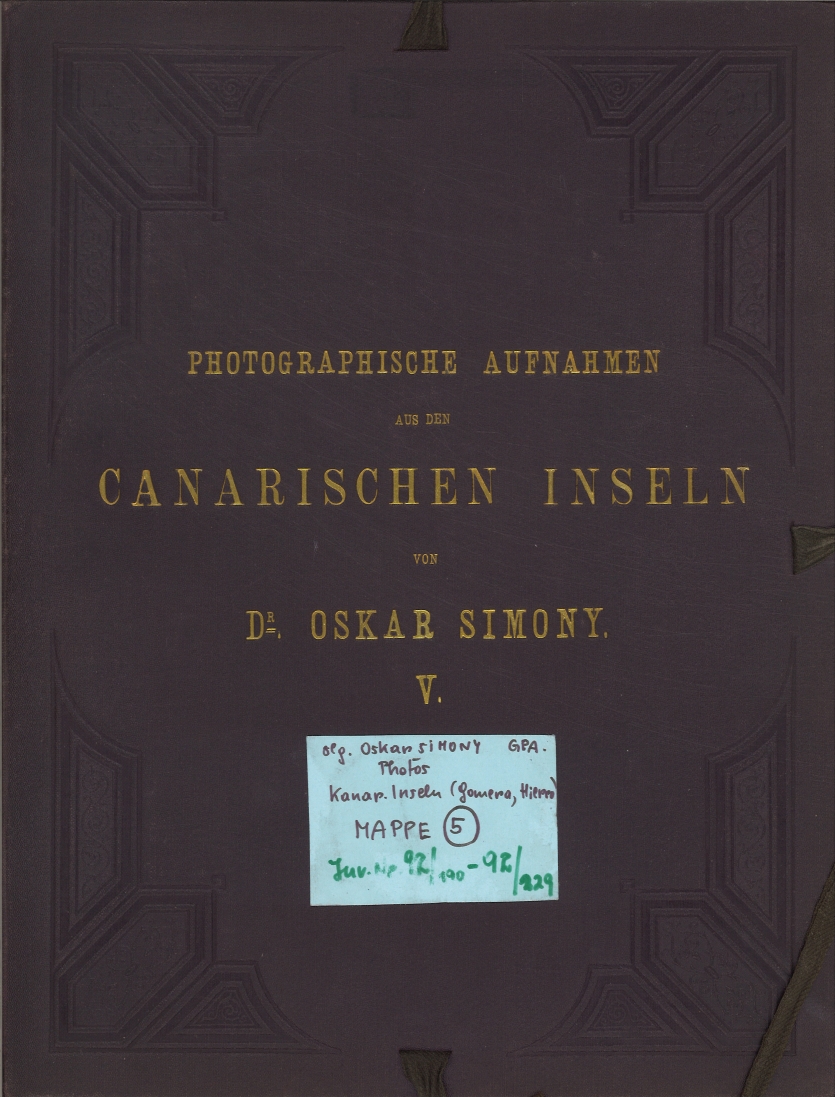 PHOTOGRAPHISCHE AUFNAHMEN
AUS DEN
CANARISCHEN INSELN
VON
DR. OSKAR SIMONY.
V.
Oskar SIMONY GPA.
Photos
Kanar. Inseln (Gomera, Hierro)
MAPPE 5
Inv. Nr. 92/190 - 92/229